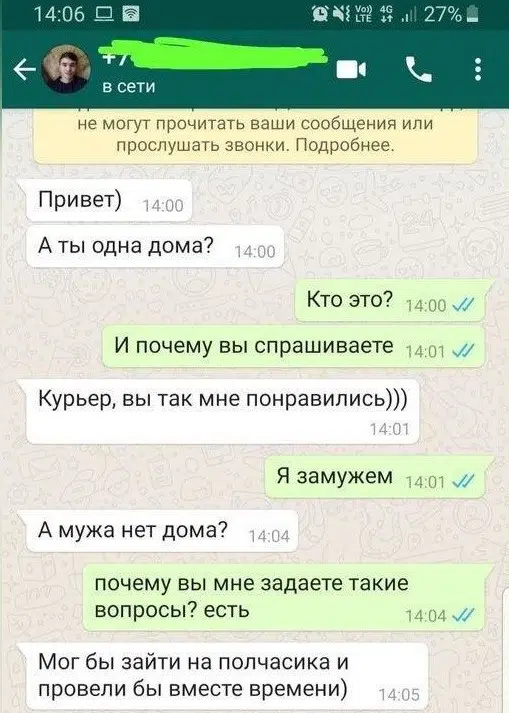 14:06 Vo)) LTE 4G 27%
+7
в сети
не могут прочитать ваши сообщения или
прослушать звонки. Подробнее.
Привет) 14:00
А ты одна дома? 14:00
Кто это? 14:00
И почему вы спрашиваете 14:01
Курьер, вы так мне понравились)))
14:01
Я замужем 14:01
А мужа нет дома? 14:04
почему вы мне задаете такие
вопросы? есть 14:04
Мог бы зайти на полчасика и
провели бы вместе времени) 14:05